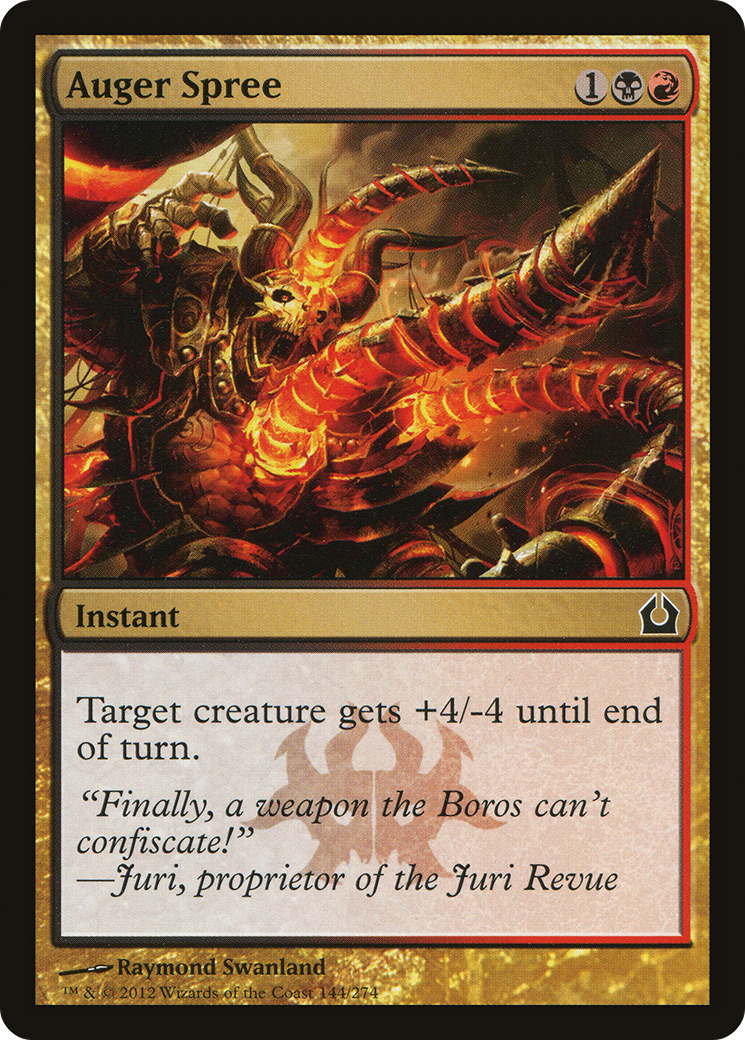 Auger Spree 1
Instant
Target creature gets +4/-4 until end
of turn.
“Finally, a weapon the Boros can’t
confiscate!”
—Juri, proprietor of the Juri Revue
Raymond Swanland
™ & © 2012 Wizards of the Coast 144/274